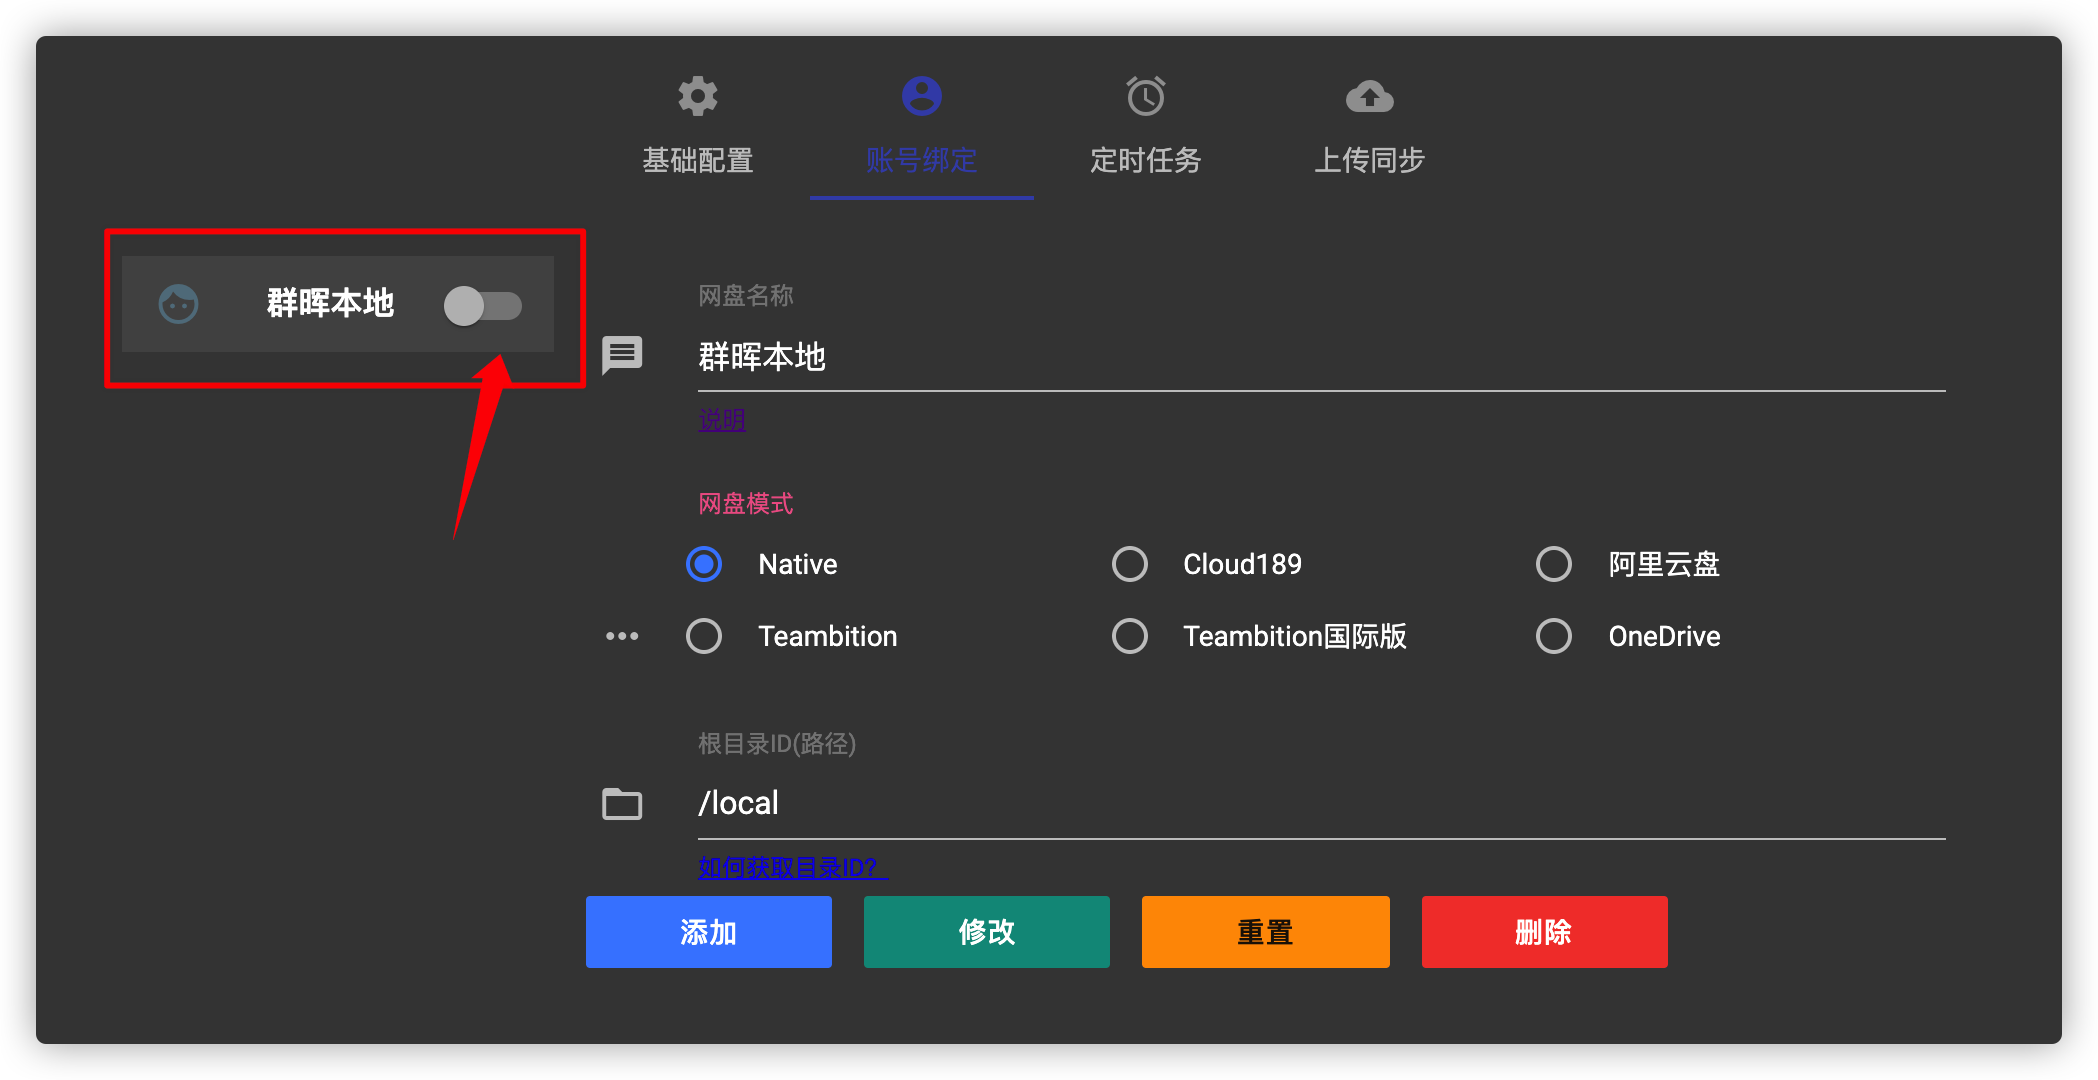 基础配置
账号绑定
定时任务
上传同步
群晖本地
网盘名称
群晖本地
说明
网盘模式
Native
Cloud189
阿里云盘
Teambition
Teambition国际版
OneDrive
根目录ID(路径)
/local
如何获取目录ID？
添加
修改
重置
删除